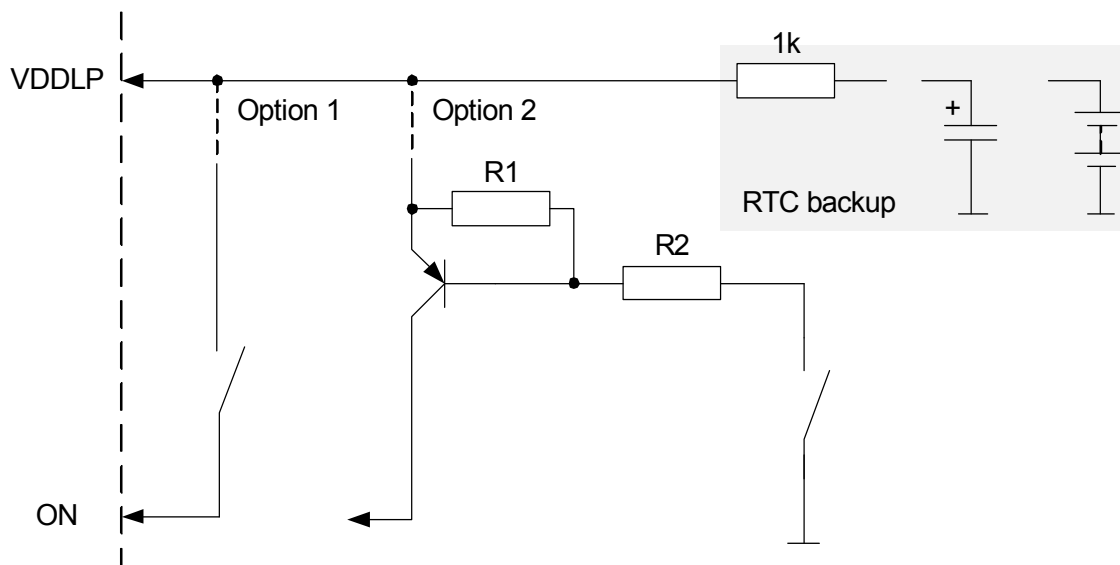 1k
VDDLP
Option 1
Option 2
+
R1
RTC backup
R2
ON